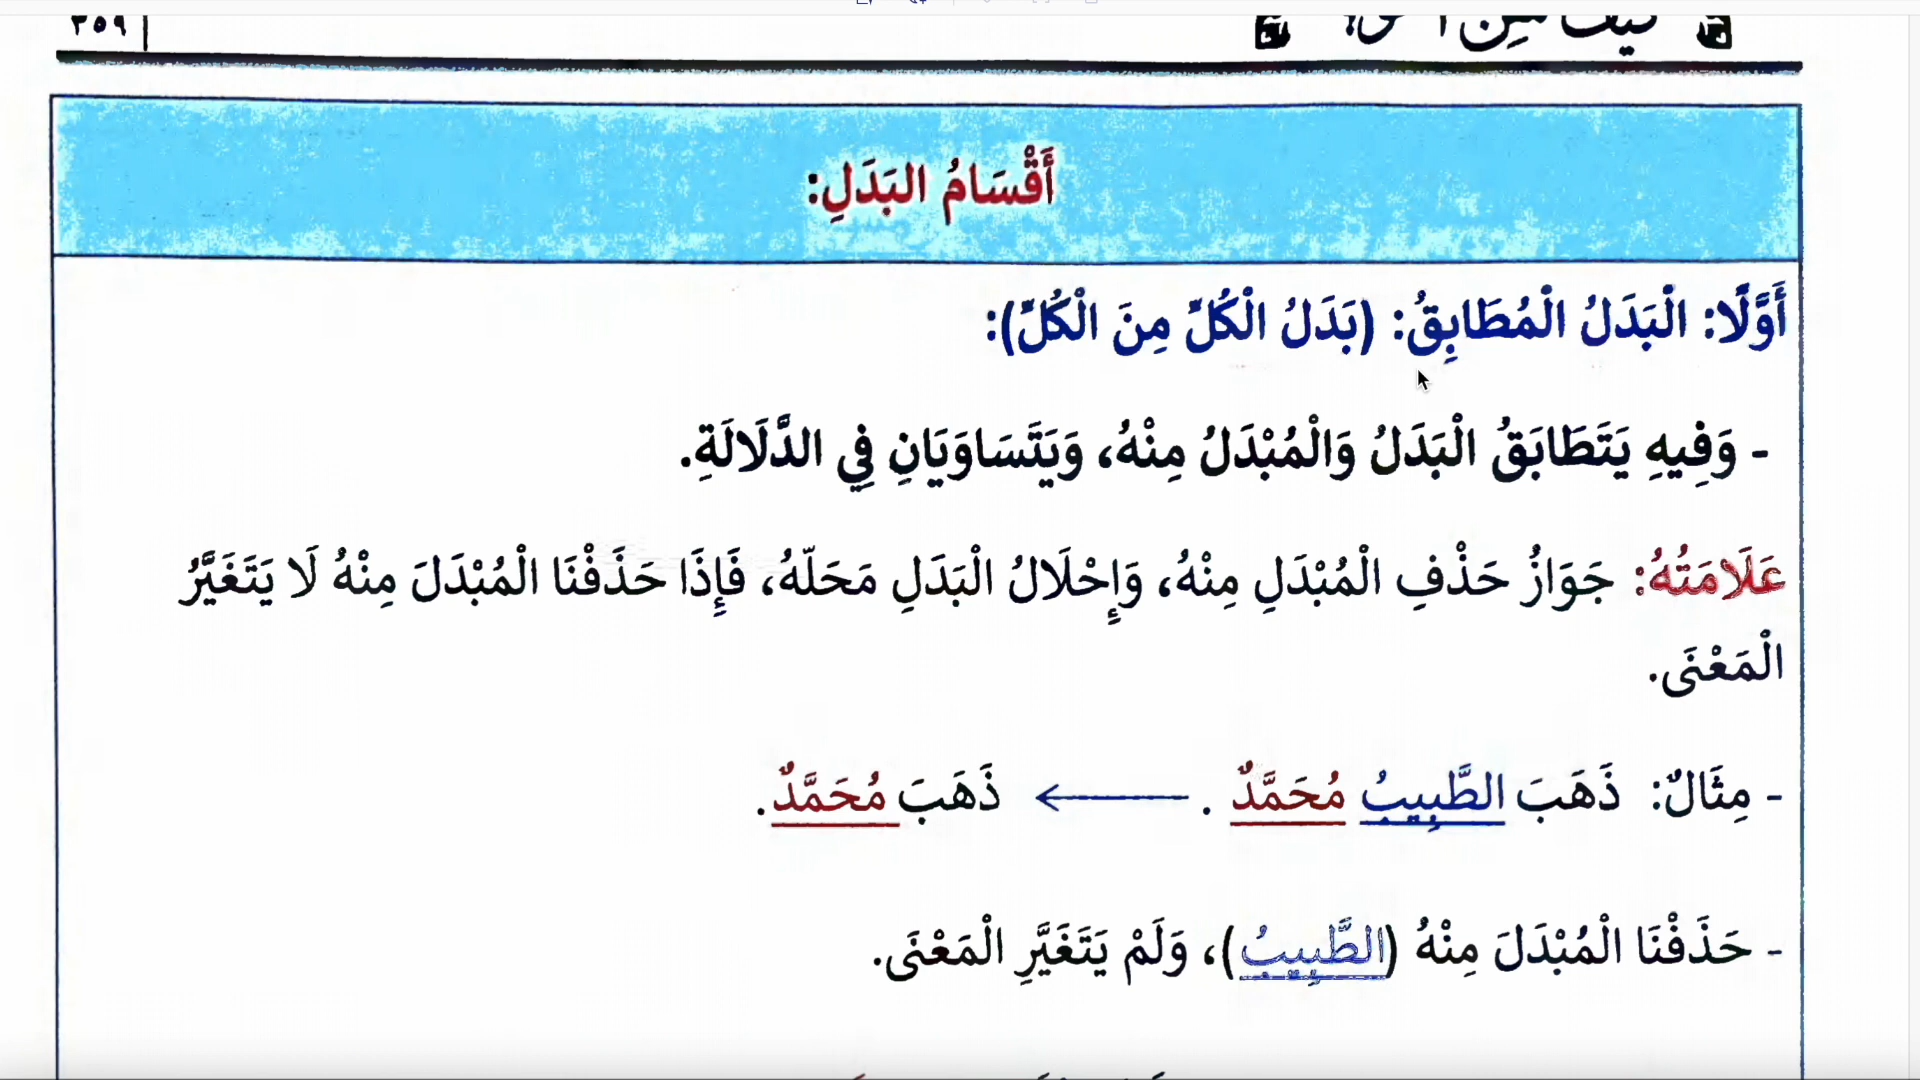 ٣٥٩
أَقْسَامُ البَدَلِ:
أَوَّلًا: الْبَدَلُ الْمُطَابِقُ: (بَدَلُ الْكُلِّ مِنَ الْكُلِّ):
- وَفِيهِ يَتَطَابَقُ الْبَدَلُ وَالْمُبْدَلُ مِنْهُ، وَيَتَسَاوَيَانِ فِي الدَّلَالَةِ.
عَلَامَتُهُ: جَوَازُ حَذْفِ الْمُبْدَلِ مِنْهُ، وَإِحْلَالُ الْبَدَلِ مَحَلّهُ، فَإِذَا حَذَفْنَا الْمُبْدَلَ مِنْهُ لَا يَتَغَيَّرُ
الْمَعْنَى.
- مِثَالٌ: ذَهَبَ الطَّبِيبُ مُحَمَّدٌ . ← ذَهَبَ مُحَمَّدٌ.
- حَذَفْنَا الْمُبْدَلَ مِنْهُ (الطَّبِيبُ)، وَلَمْ يَتَغَيَّرِ الْمَعْنَى.